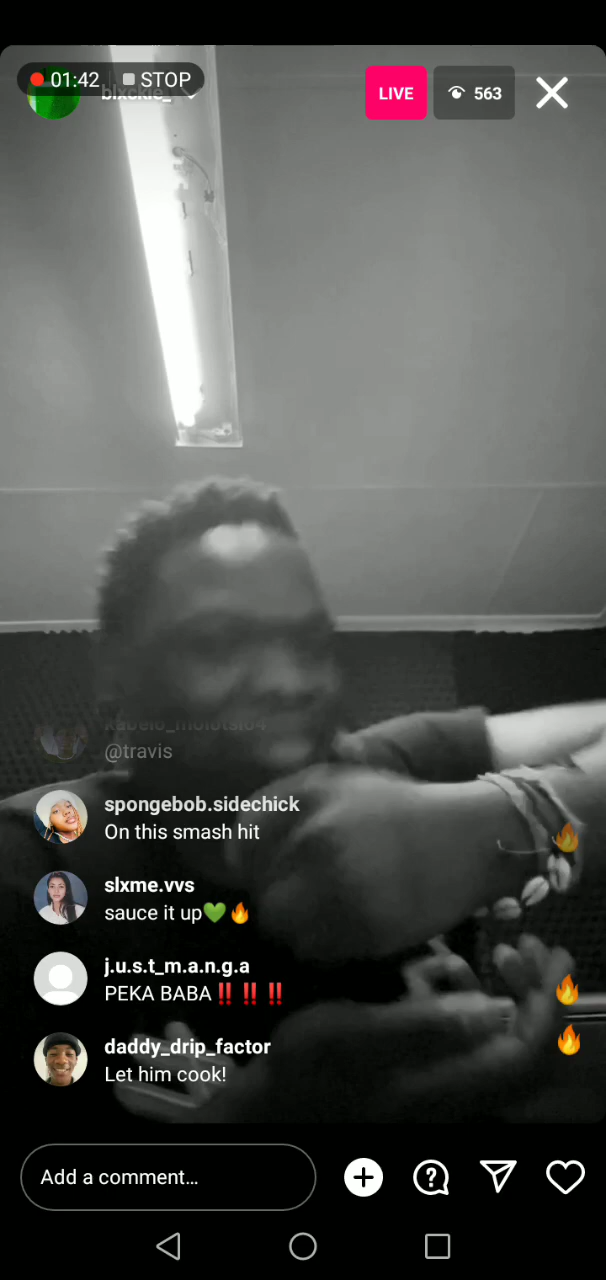 01:42
STOP
blxckie_
LIVE
563
kabelo_molutsi04
@travis
spongebob.sidechick
On this smash hit
slxme.vvs
sauce it up💚🔥
j.u.s.t_m.a.n.g.a
PEKA BABA‼️‼️‼️
daddy_drip_factor
Let him cook!
Add a comment…